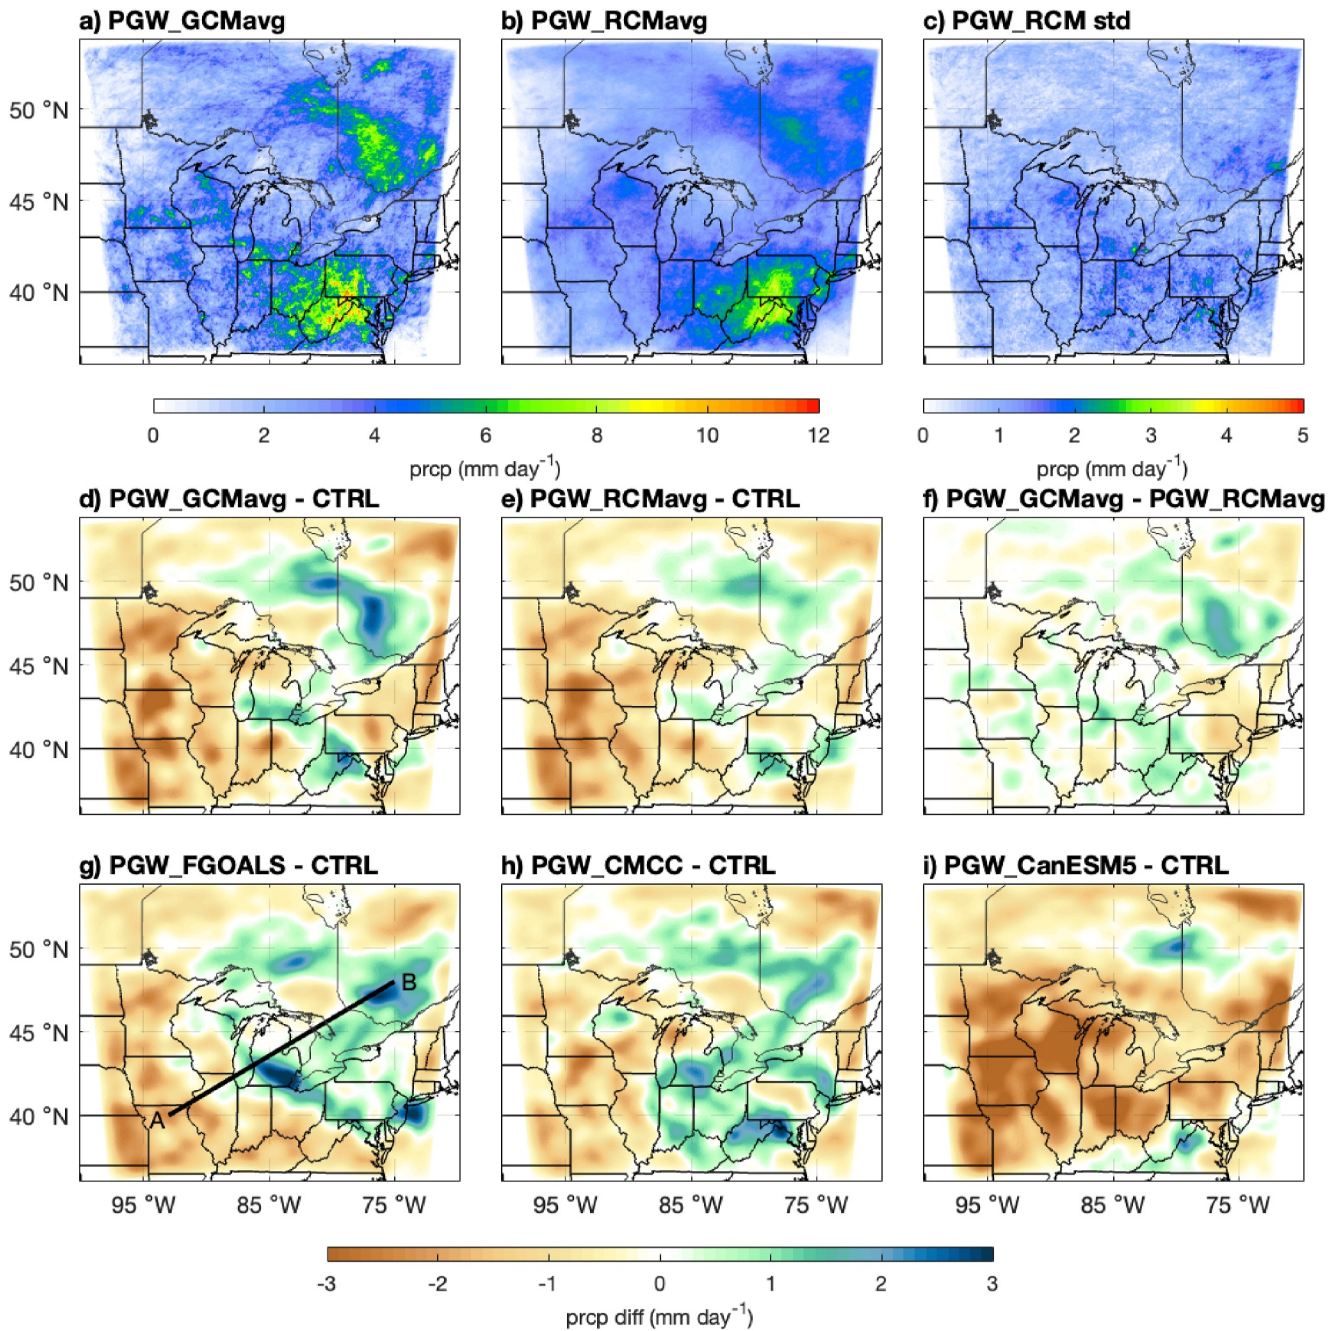 a) PGW_GCMavg
b) PGW_RCMavg
c) PGW_RCM std
50 °N
45 °N
40 °N
0 2 4 6 8 10 12
prcp (mm day⁻¹)
0 1 2 3 4 5
prcp (mm day⁻¹)
d) PGW_GCMavg - CTRL
e) PGW_RCMavg - CTRL
f) PGW_GCMavg - PGW_RCMavg
50 °N
45 °N
40 °N
g) PGW_FGOALS - CTRL
h) PGW_CMCC - CTRL
i) PGW_CanESM5 - CTRL
50 °N
45 °N
40 °N
B
A
95 °W 85 °W 75 °W
95 °W 85 °W 75 °W
95 °W 85 °W 75 °W
-3 -2 -1 0 1 2 3
prcp diff (mm day⁻¹)